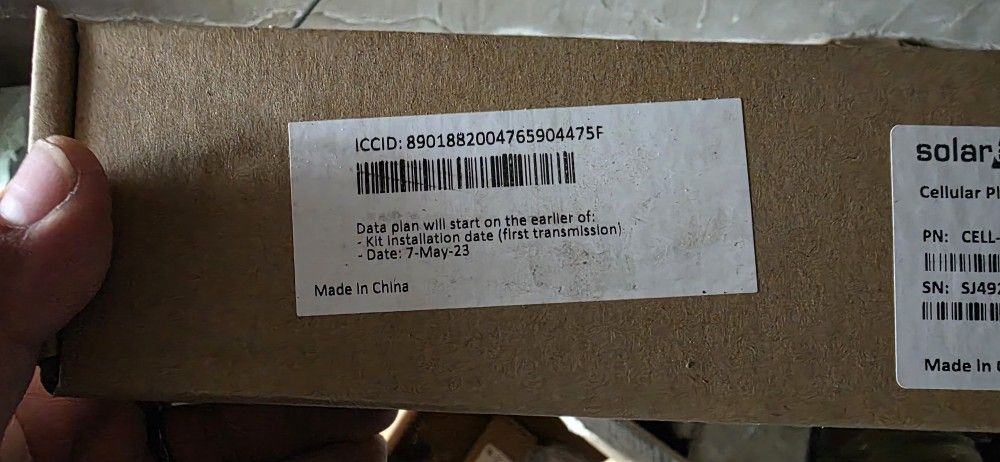 ICCID: 8901882004765904475F
Data plan will start on the earlier of:
- Kit installation date (first transmission)
- Date: 7-May-23
Made In China
solar
Cellular Pl
PN: CELL-
SN: SJ492
Made In